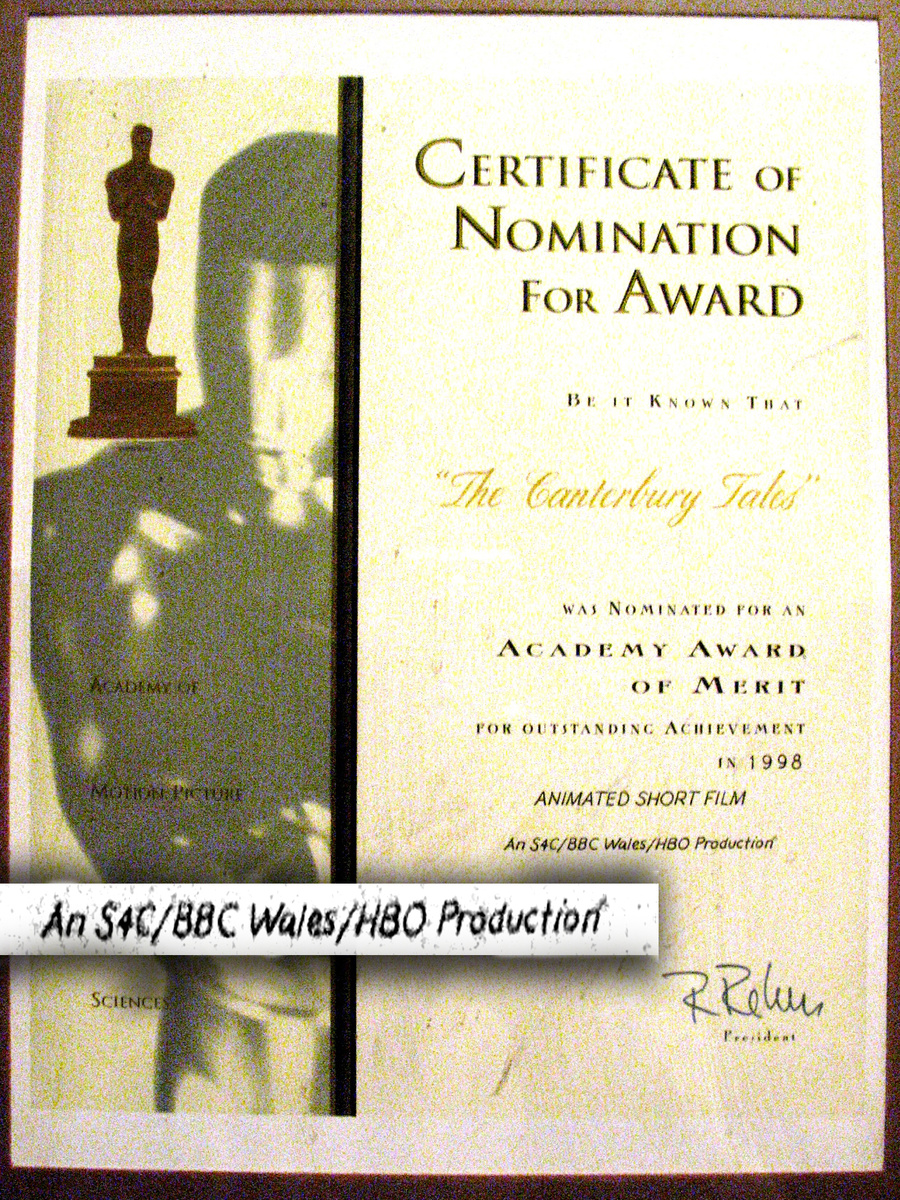 CERTIFICATE OF
NOMINATION
FOR AWARD
BE IT KNOWN THAT
"The Canterbury Tales"
WAS NOMINATED FOR AN
ACADEMY AWARD
OF MERIT
FOR OUTSTANDING ACHIEVEMENT
IN 1998
ANIMATED SHORT FILM
An S4C/BBC Wales/HBO Production
ACADEMY OF
MOTION PICTURE
An S4C/BBC Wales/HBO Production
SCIENCES
President